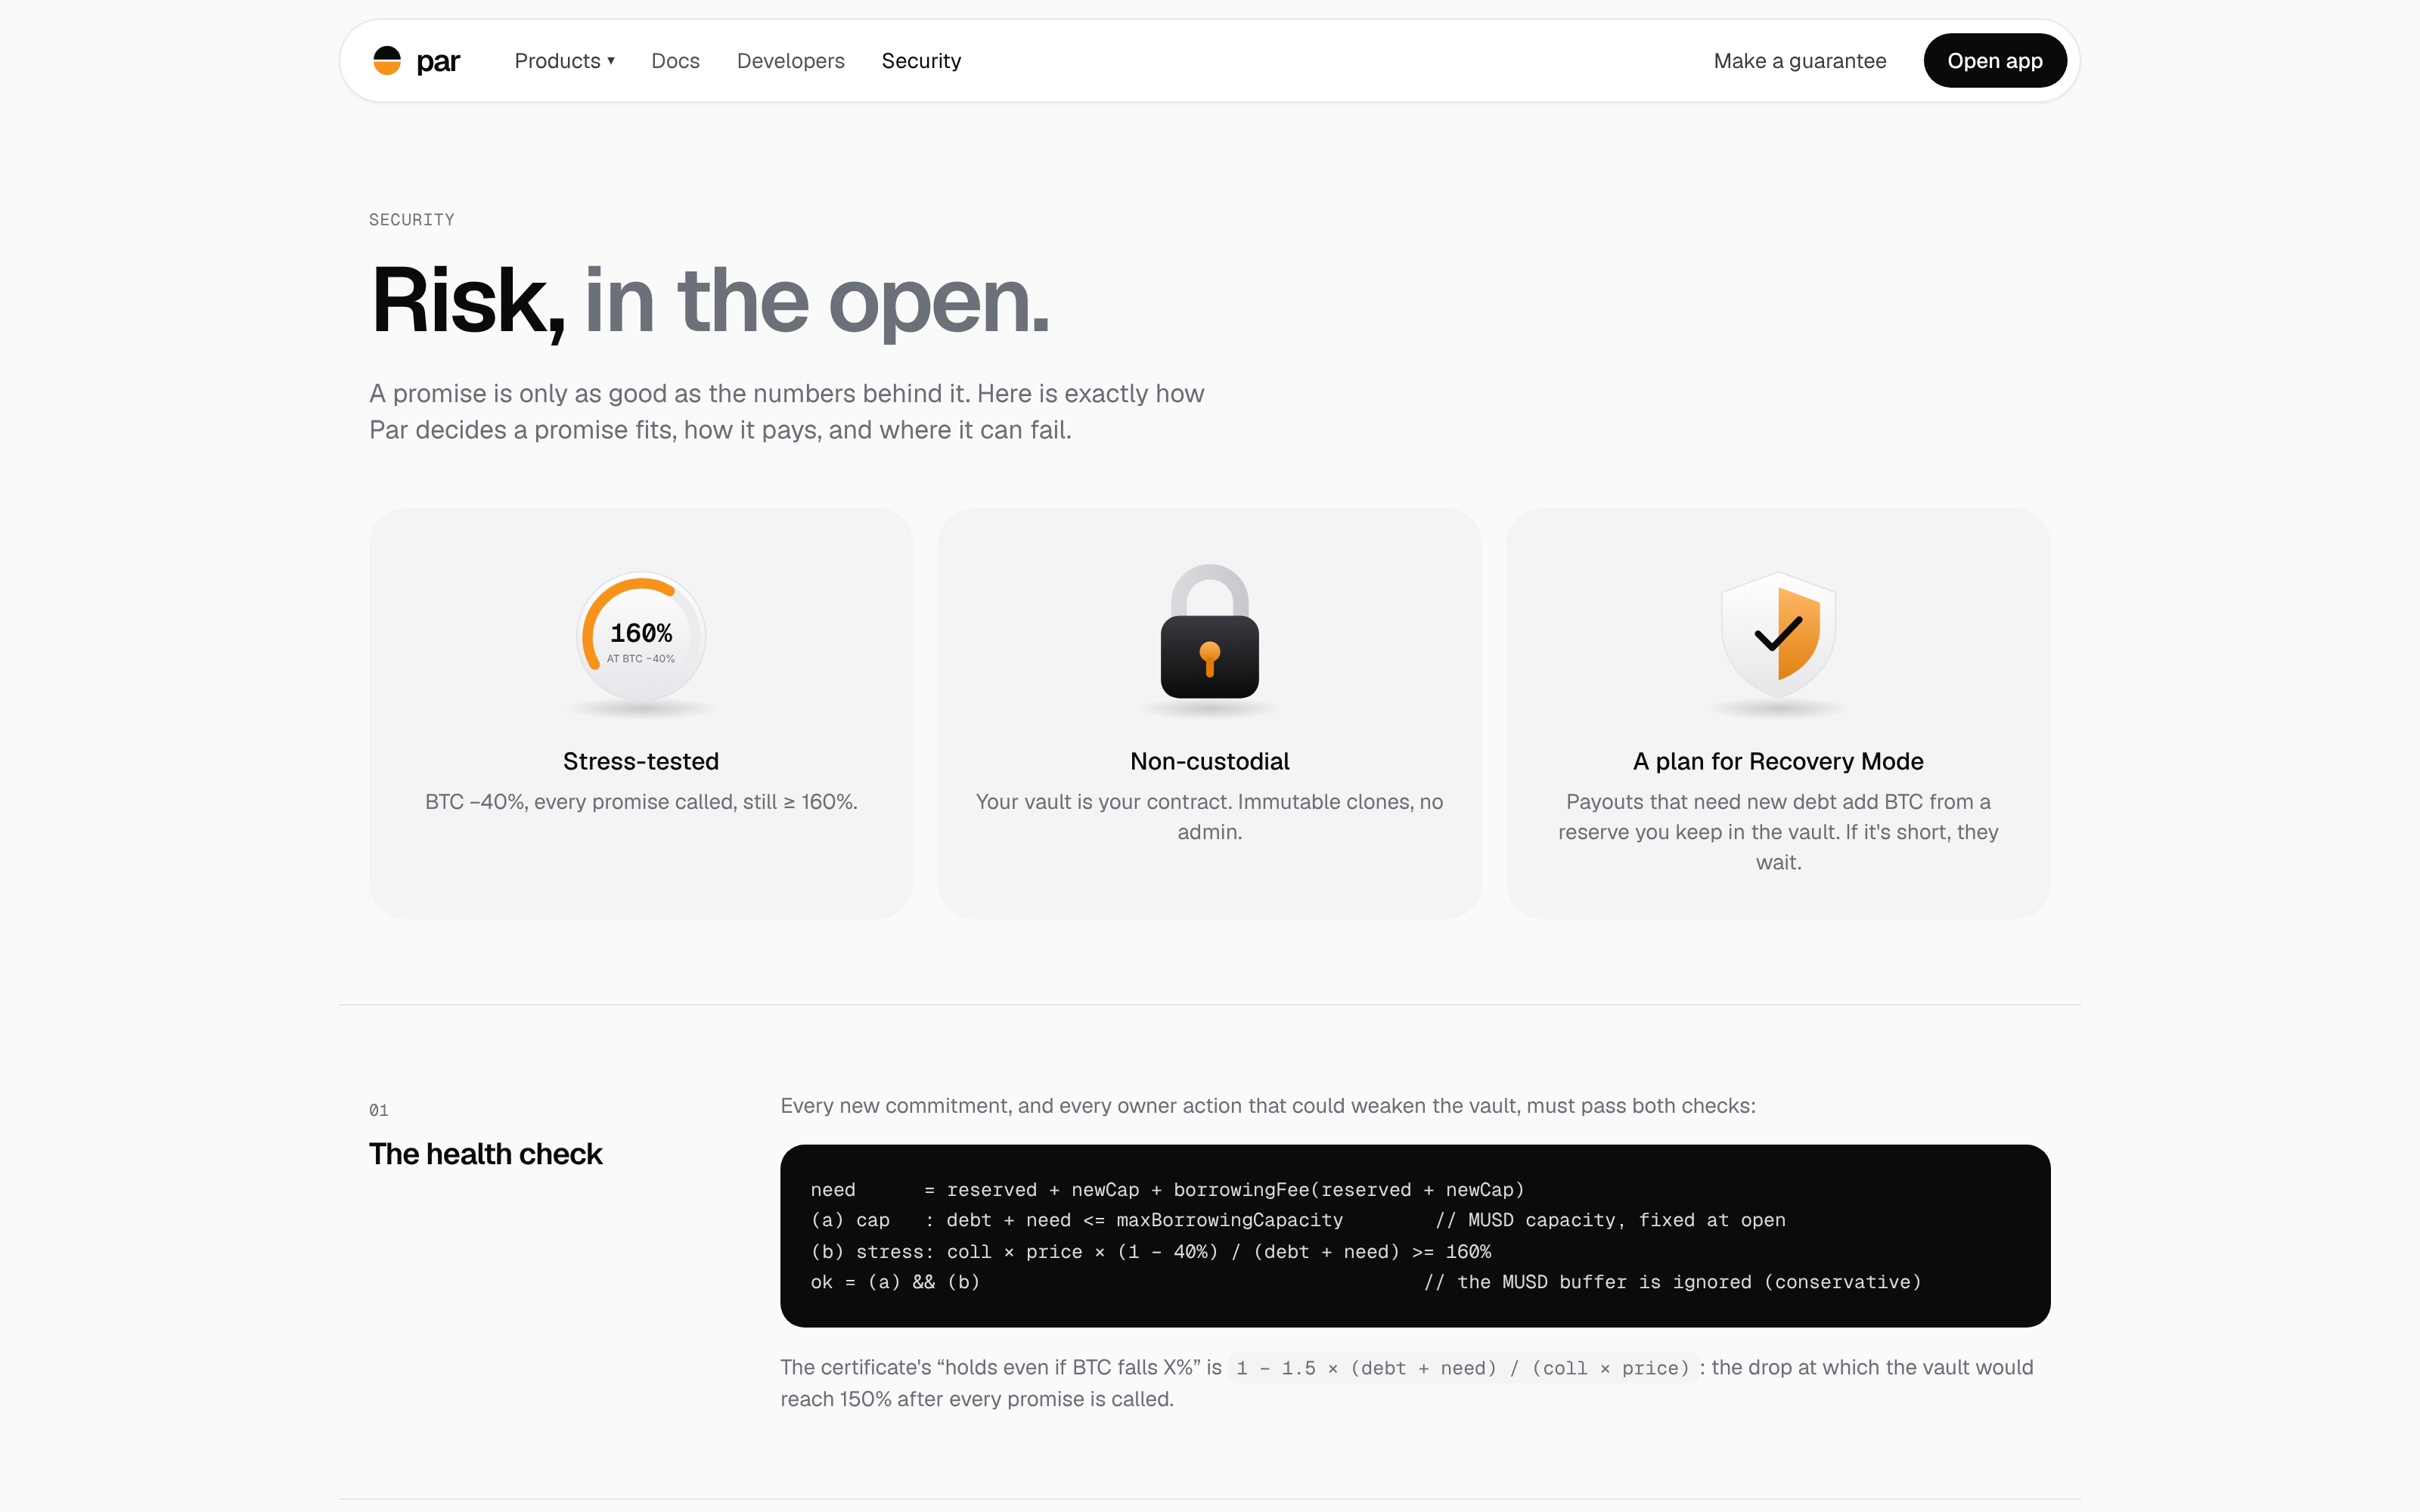 par Products ▾ Docs Developers Security Make a guarantee Open app
SECURITY
Risk, in the open.
A promise is only as good as the numbers behind it. Here is exactly how
Par decides a promise fits, how it pays, and where it can fail.
160%
AT BTC −40%
Stress-tested
BTC −40%, every promise called, still ≥ 160%.
Non-custodial
Your vault is your contract. Immutable clones, no
admin.
A plan for Recovery Mode
Payouts that need new debt add BTC from a
reserve you keep in the vault. If it's short, they
wait.
01
The health check
Every new commitment, and every owner action that could weaken the vault, must pass both checks:
need      = reserved + newCap + borrowingFee(reserved + newCap)
(a) cap   : debt + need <= maxBorrowingCapacity        // MUSD capacity, fixed at open
(b) stress: coll × price × (1 − 40%) / (debt + need) >= 160%
ok = (a) && (b)                                       // the MUSD buffer is ignored (conservative)
The certificate's “holds even if BTC falls X%” is 1 − 1.5 × (debt + need) / (coll × price) : the drop at which the vault would
reach 150% after every promise is called.